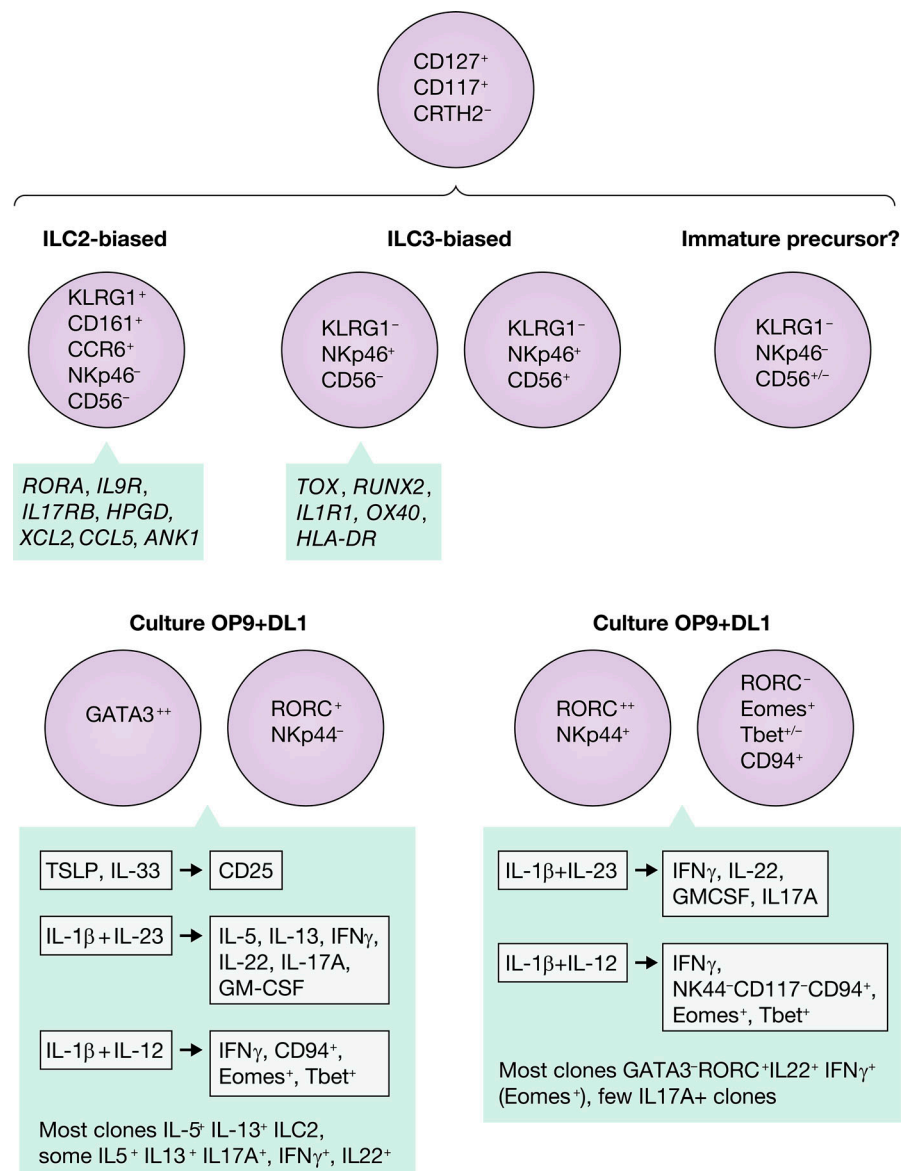 CD127⁺
CD117⁺
CRTH2⁻
ILC2-biased
KLRG1⁺
CD161⁺
CCR6⁺
NKp46⁻
CD56⁻
RORA, IL9R,
IL17RB, HPGD,
XCL2, CCL5, ANK1
ILC3-biased
KLRG1⁻
NKp46⁺
CD56⁻
KLRG1⁻
NKp46⁺
CD56⁺
TOX, RUNX2,
IL1R1, OX40,
HLA-DR
Immature precursor?
KLRG1⁻
NKp46⁻
CD56⁺/⁻
Culture OP9+DL1
GATA3⁺⁺
RORC⁺
NKp44⁻
TSLP, IL-33
CD25
IL-1β+IL-23
IL-5, IL-13, IFNγ,
IL-22, IL-17A,
GM-CSF
IL-1β+IL-12
IFNγ, CD94⁺,
Eomes⁺, Tbet⁺
Most clones IL-5⁺ IL-13⁺ ILC2,
some IL5⁺ IL13⁺ IL17A⁺, IFNγ⁺, IL22⁺
Culture OP9+DL1
RORC⁺⁺
NKp44⁺
RORC⁻
Eomes⁺
Tbet⁺/⁻
CD94⁺
IL-1β+IL-23
IFNγ, IL-22,
GMCSF, IL17A
IL-1β+IL-12
IFNγ,
NK44⁻CD117⁻CD94⁺,
Eomes⁺, Tbet⁺
Most clones GATA3⁻RORC⁺IL22⁺ IFNγ⁺
(Eomes⁺), few IL17A+ clones